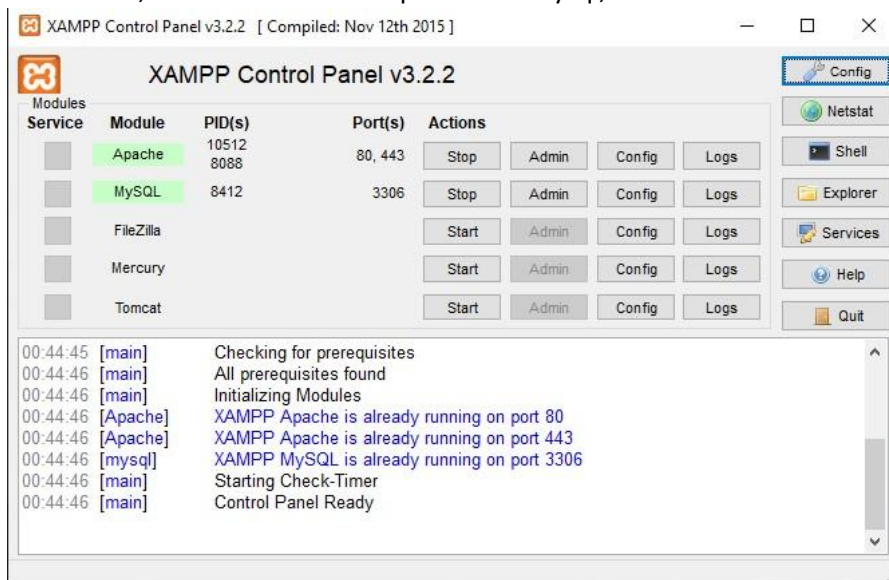 XAMPP Control Panel v3.2.2 [ Compiled: Nov 12th 2015 ]
XAMPP Control Panel v3.2.2
Config
Modules
Service Module PID(s) Port(s) Actions
Netstat
Apache 10512 8088 80, 443 Stop Admin Config Logs
Shell
MySQL 8412 3306 Stop Admin Config Logs
Explorer
FileZilla Start Admin Config Logs
Services
Mercury Start Admin Config Logs
Help
Tomcat Start Admin Config Logs
Quit
00:44:45 [main] Checking for prerequisites
00:44:46 [main] All prerequisites found
00:44:46 [main] Initializing Modules
00:44:46 [Apache] XAMPP Apache is already running on port 80
00:44:46 [Apache] XAMPP Apache is already running on port 443
00:44:46 [mysql] XAMPP MySQL is already running on port 3306
00:44:46 [main] Starting Check-Timer
00:44:46 [main] Control Panel Ready